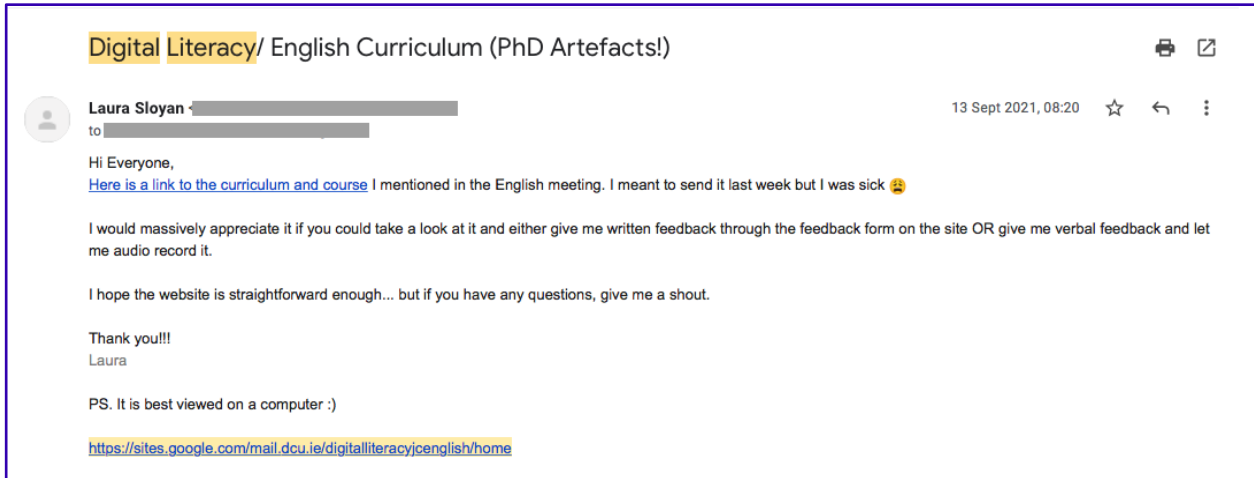 Digital Literacy/ English Curriculum (PhD Artefacts!)
Laura Sloyan
13 Sept 2021, 08:20
to
Hi Everyone,
Here is a link to the curriculum and course I mentioned in the English meeting. I meant to send it last week but I was sick 😩
I would massively appreciate it if you could take a look at it and either give me written feedback through the feedback form on the site OR give me verbal feedback and let
me audio record it.
I hope the website is straightforward enough... but if you have any questions, give me a shout.
Thank you!!!
Laura
PS. It is best viewed on a computer :)
https://sites.google.com/mail.dcu.ie/digitalliteracyjcenglish/home